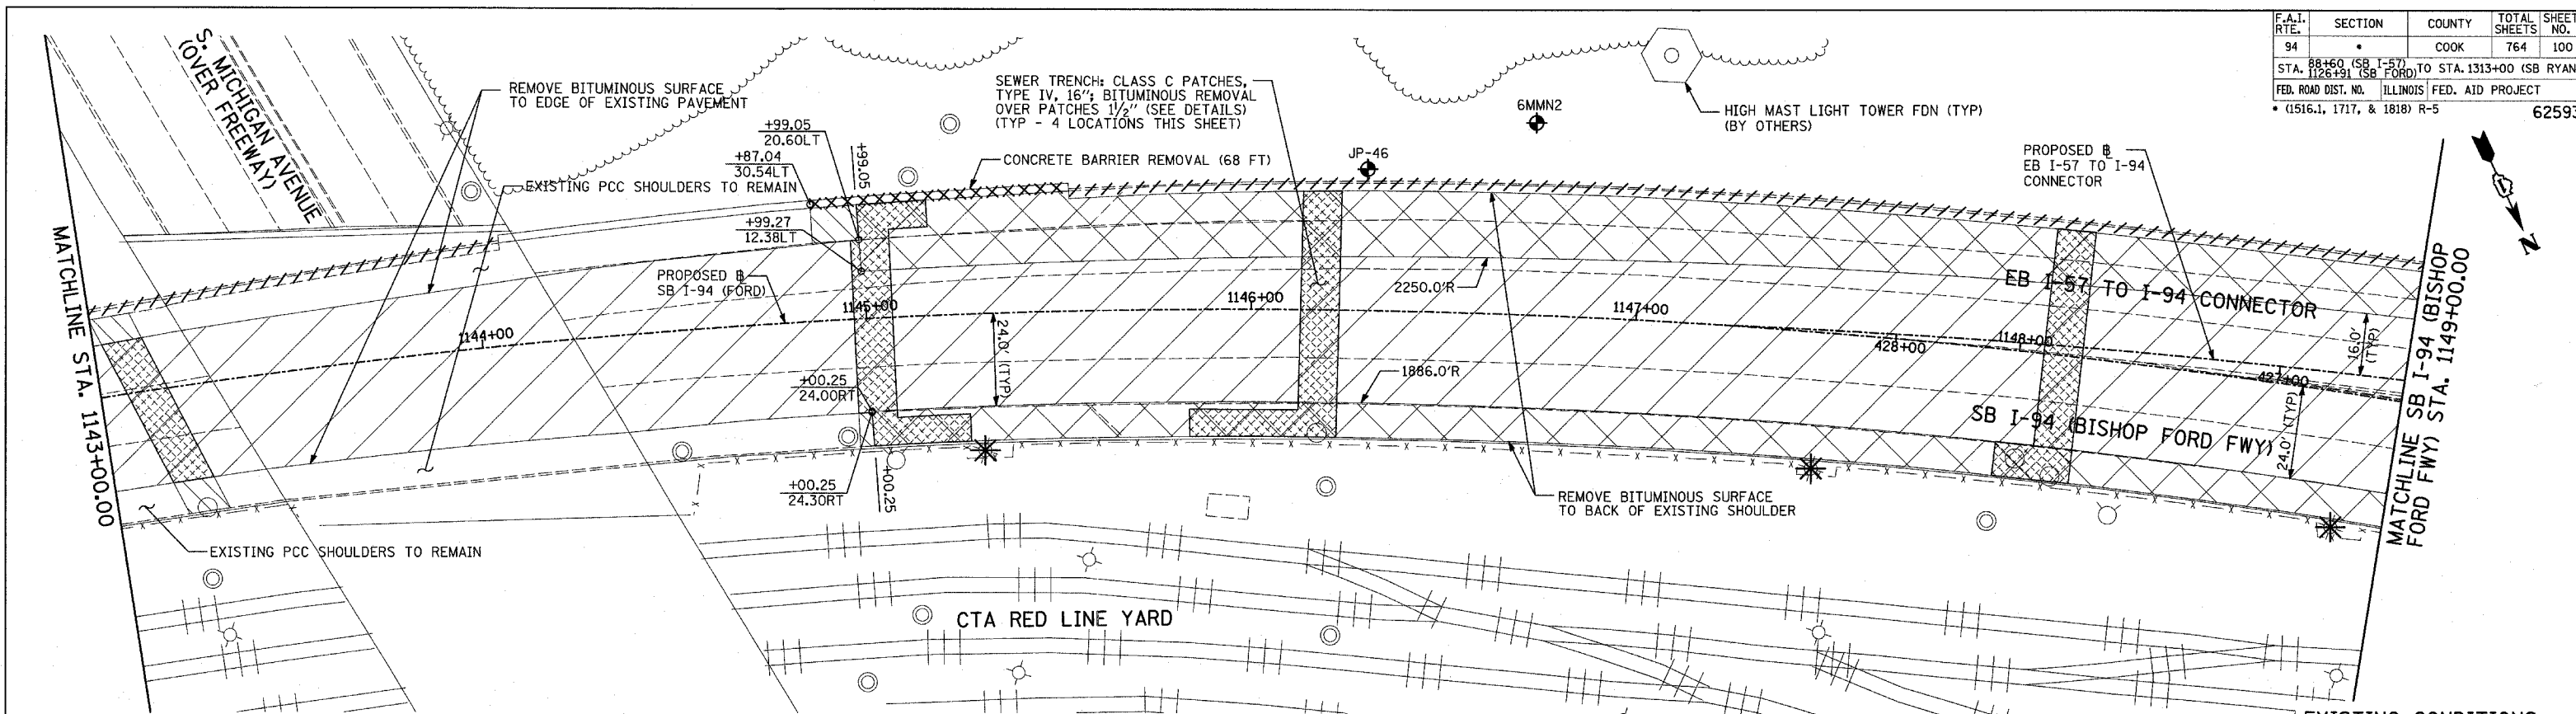 F.A.I. RTE. SECTION COUNTY TOTAL SHEETS SHEET NO.
94 * COOK 764 100
STA. 88+60 (SB I-57) 1126+91 (SB FORD) TO STA. 1313+00 (SB RYAN
FED. ROAD DIST. NO. ILLINOIS FED. AID PROJECT
* (1516.1, 1717, & 1818) R-5 6259
S. MICHIGAN AVENUE
(OVER FREEWAY)
REMOVE BITUMINOUS SURFACE
TO EDGE OF EXISTING PAVEMENT
SEWER TRENCH: CLASS C PATCHES,
TYPE IV, 16"; BITUMINOUS REMOVAL
OVER PATCHES 1½" (SEE DETAILS)
(TYP - 4 LOCATIONS THIS SHEET)
6MMN2
HIGH MAST LIGHT TOWER FDN (TYP)
(BY OTHERS)
+99.05
20.60LT
+87.04
30.54LT
+99.05
CONCRETE BARRIER REMOVAL (68 FT)
JP-46
PROPOSED ℄
EB I-57 TO I-94
CONNECTOR
N
EXISTING PCC SHOULDERS TO REMAIN
+99.27
12.38LT
MATCHLINE STA. 1143+00.00
PROPOSED ℄
SB I-94 (FORD)
1144+00
1145+00
1146+00
1147+00
1148+00
428+00
427+00
2250.0'R
EB I-57 TO I-94 CONNECTOR
24.0' (TYP)
16.0'
(TYP)
1886.0'R
+00.25
24.00RT
SB I-94 (BISHOP FORD FWY)
24.0' (TYP)
MATCHLINE SB I-94 (BISHOP
FORD FWY) STA. 1149+00.00
+00.25
24.30RT
+00.25
REMOVE BITUMINOUS SURFACE
TO BACK OF EXISTING SHOULDER
EXISTING PCC SHOULDERS TO REMAIN
CTA RED LINE YARD
EXISTING CONDITIONS